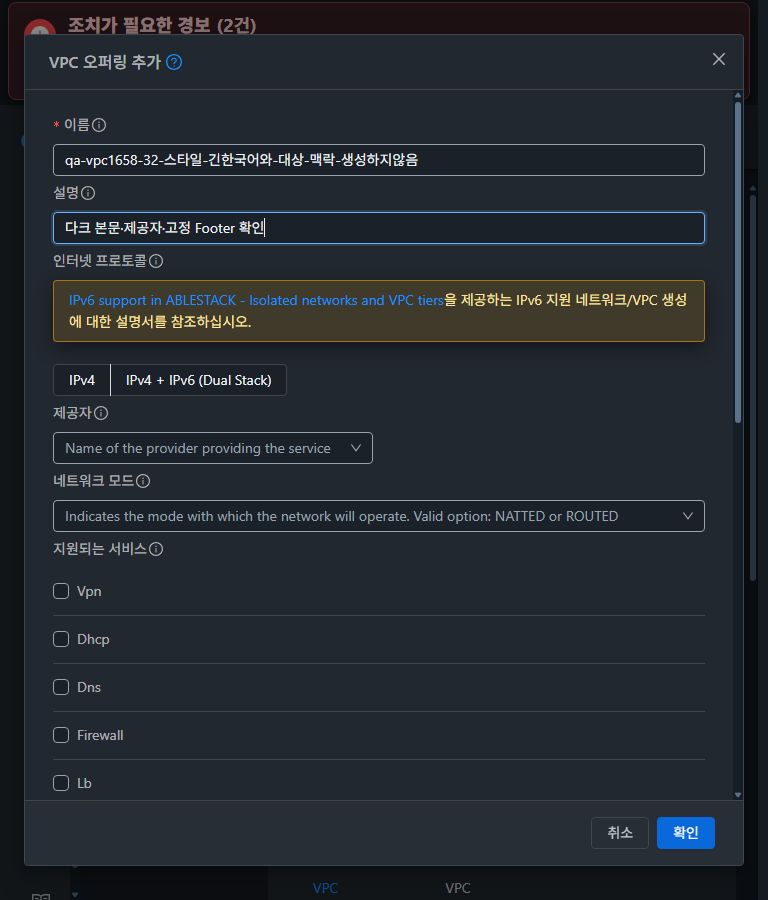 조치가 필요한 경보 (2건)
VPC 오퍼링 추가
* 이름
qa-vpc1658-32-스타일-긴한국어와-대상-맥락-생성하지않음
설명
다크 본문·제공자·고정 Footer 확인
인터넷 프로토콜
IPv6 support in ABLESTACK - Isolated networks and VPC tiers을 제공하는 IPv6 지원 네트워크/VPC 생성
에 대한 설명서를 참조하십시오.
IPv4 IPv4 + IPv6 (Dual Stack)
제공자
Name of the provider providing the service
네트워크 모드
Indicates the mode with which the network will operate. Valid option: NATTED or ROUTED
지원되는 서비스
Vpn
Dhcp
Dns
Firewall
Lb
취소 확인
VPC VPC